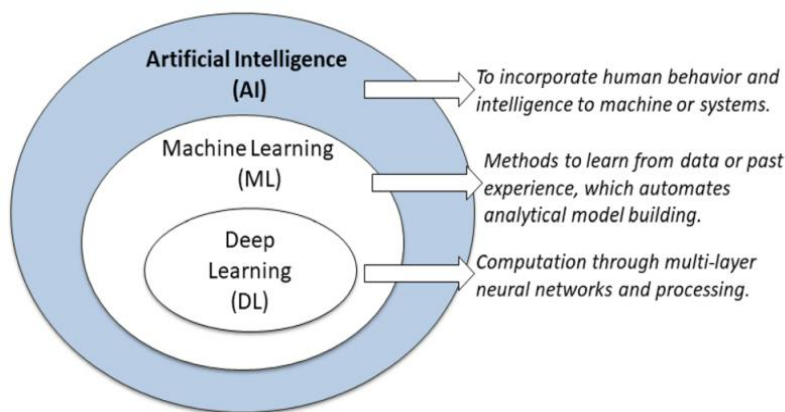 Artificial Intelligence
(AI)
To incorporate human behavior and
intelligence to machine or systems.
Machine Learning
(ML)
Methods to learn from data or past
experience, which automates
analytical model building.
Deep
Learning
(DL)
Computation through multi-layer
neural networks and processing.